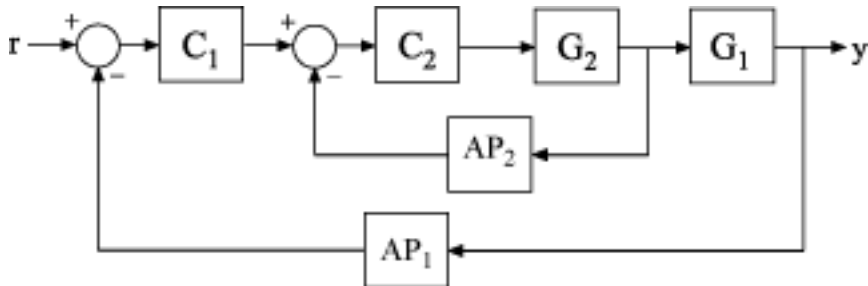 + +
r C₁ C₂ G₂ G₁ y
− −
AP₂
AP₁